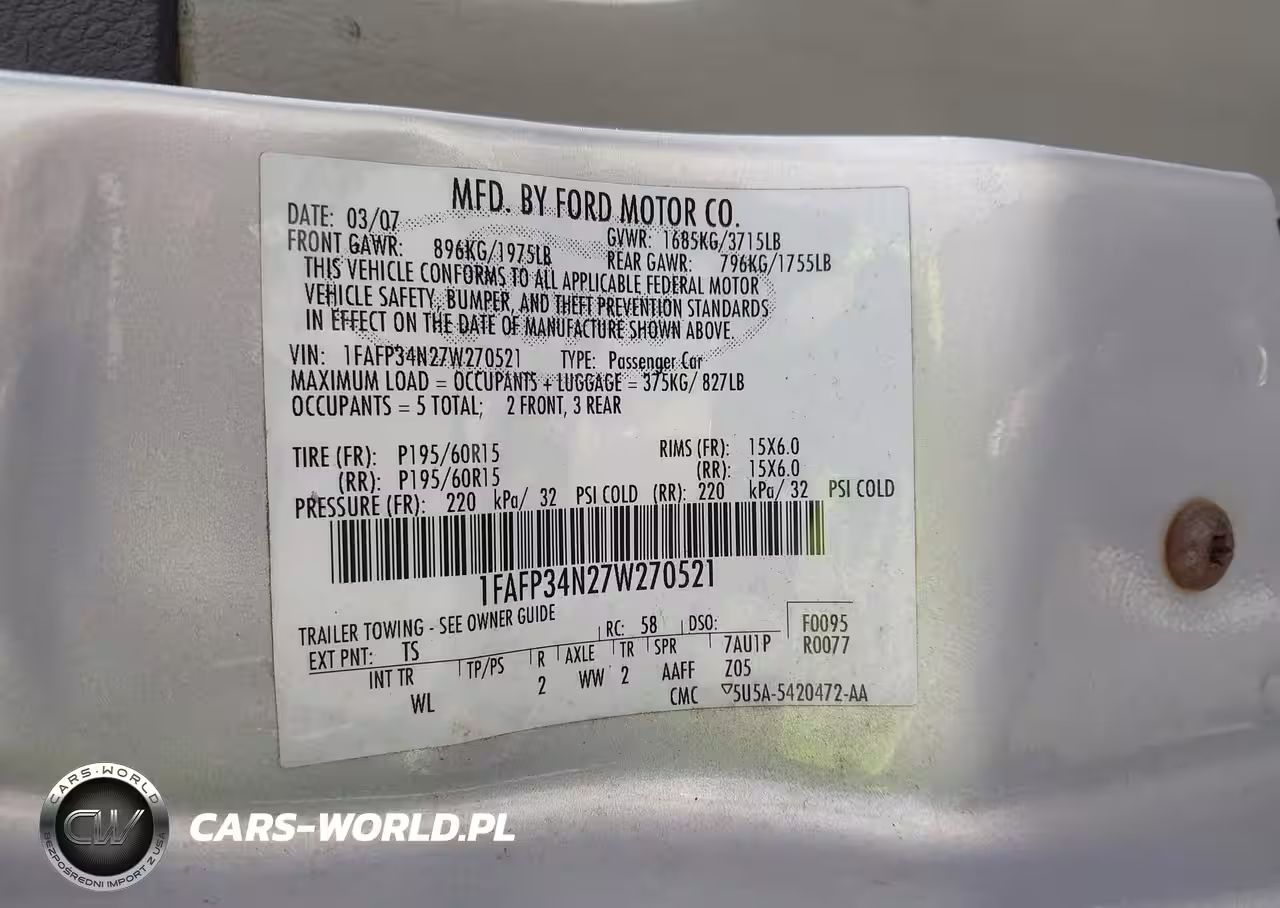 MFD. BY FORD MOTOR CO.
DATE: 03/07
GVWR: 1685KG/3715LB
FRONT GAWR: 896KG/1975LB
REAR GAWR: 796KG/1755LB
THIS VEHICLE CONFORMS TO ALL APPLICABLE FEDERAL MOTOR
VEHICLE SAFETY, BUMPER, AND THEFT PREVENTION STANDARDS
IN EFFECT ON THE DATE OF MANUFACTURE SHOWN ABOVE.
VIN: 1FAFP34N27W270521 TYPE: Passenger Car
MAXIMUM LOAD = OCCUPANTS + LUGGAGE = 375KG/ 827LB
OCCUPANTS = 5 TOTAL; 2 FRONT, 3 REAR
TIRE (FR): P195/60R15 RIMS (FR): 15X6.0
(RR): P195/60R15 (RR): 15X6.0
PRESSURE (FR): 220 kPa/ 32 PSI COLD (RR): 220 kPa/ 32 PSI COLD
1FAFP34N27W270521
TRAILER TOWING - SEE OWNER GUIDE RC: 58 DSO: F0095
EXT PNT: TS 7AU1P R0077
INT TR TP/PS R AXLE TR SPR Z05
WL 2 WW 2 AAFF
CMC 5U5A-5420472-AA
CARS-WORLD
CW
BEZPOŚREDNI IMPORT Z USA
CARS-WORLD.PL